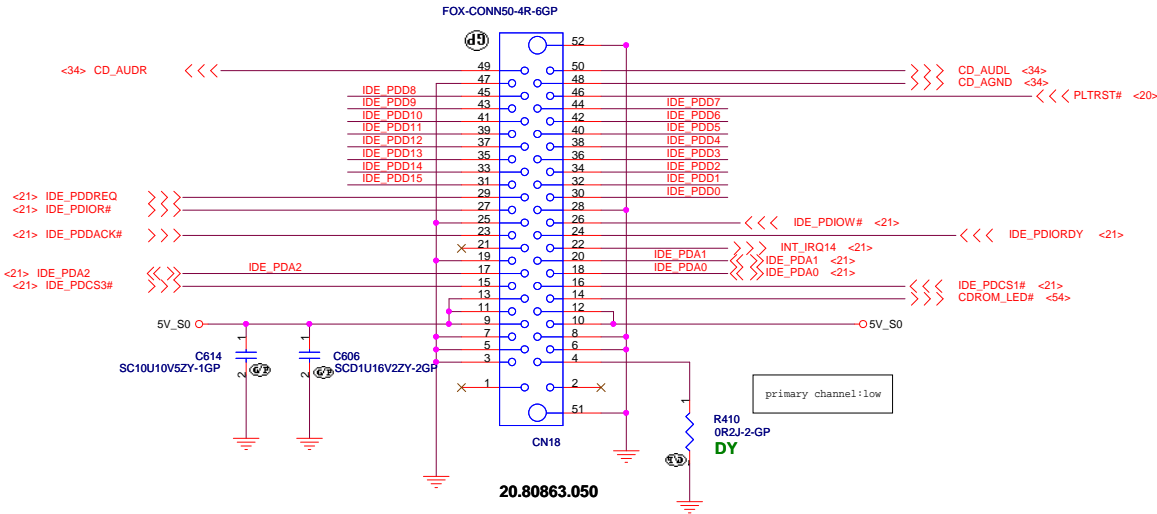 FOX-CONN50-4R-6GP
GP
52
<34> CD_AUDR 49 50 CD_AUDL <34>
47 48 CD_AGND <34>
IDE_PDD8 45 46 PLTRST# <20>
IDE_PDD9 43 44 IDE_PDD7
IDE_PDD10 41 42 IDE_PDD6
IDE_PDD11 39 40 IDE_PDD5
IDE_PDD12 37 38 IDE_PDD4
IDE_PDD13 35 36 IDE_PDD3
IDE_PDD14 33 34 IDE_PDD2
IDE_PDD15 31 32 IDE_PDD1
<21> IDE_PDDREQ 29 30 IDE_PDD0
<21> IDE_PDIOR# 27 28
25 26 IDE_PDIOW# <21>
<21> IDE_PDDACK# 23 24 IDE_PDIORDY <21>
21 22 INT_IRQ14 <21>
19 20 IDE_PDA1 IDE_PDA1 <21>
<21> IDE_PDA2 IDE_PDA2 17 18 IDE_PDA0 IDE_PDA0 <21>
<21> IDE_PDCS3# 15 16 IDE_PDCS1# <21>
13 14 CDROM_LED# <54>
11 12
5V_S0 9 10 5V_S0
7 8
5 6
3 4
1 2
51
1
C614
SC10U10V5ZY-1GP
2
G/P
1
C606
SCD1U16V2ZY-2GP
2
G/P
CN18
20.80863.050
1
R410
0R2J-2-GP
DY
primary channel:low